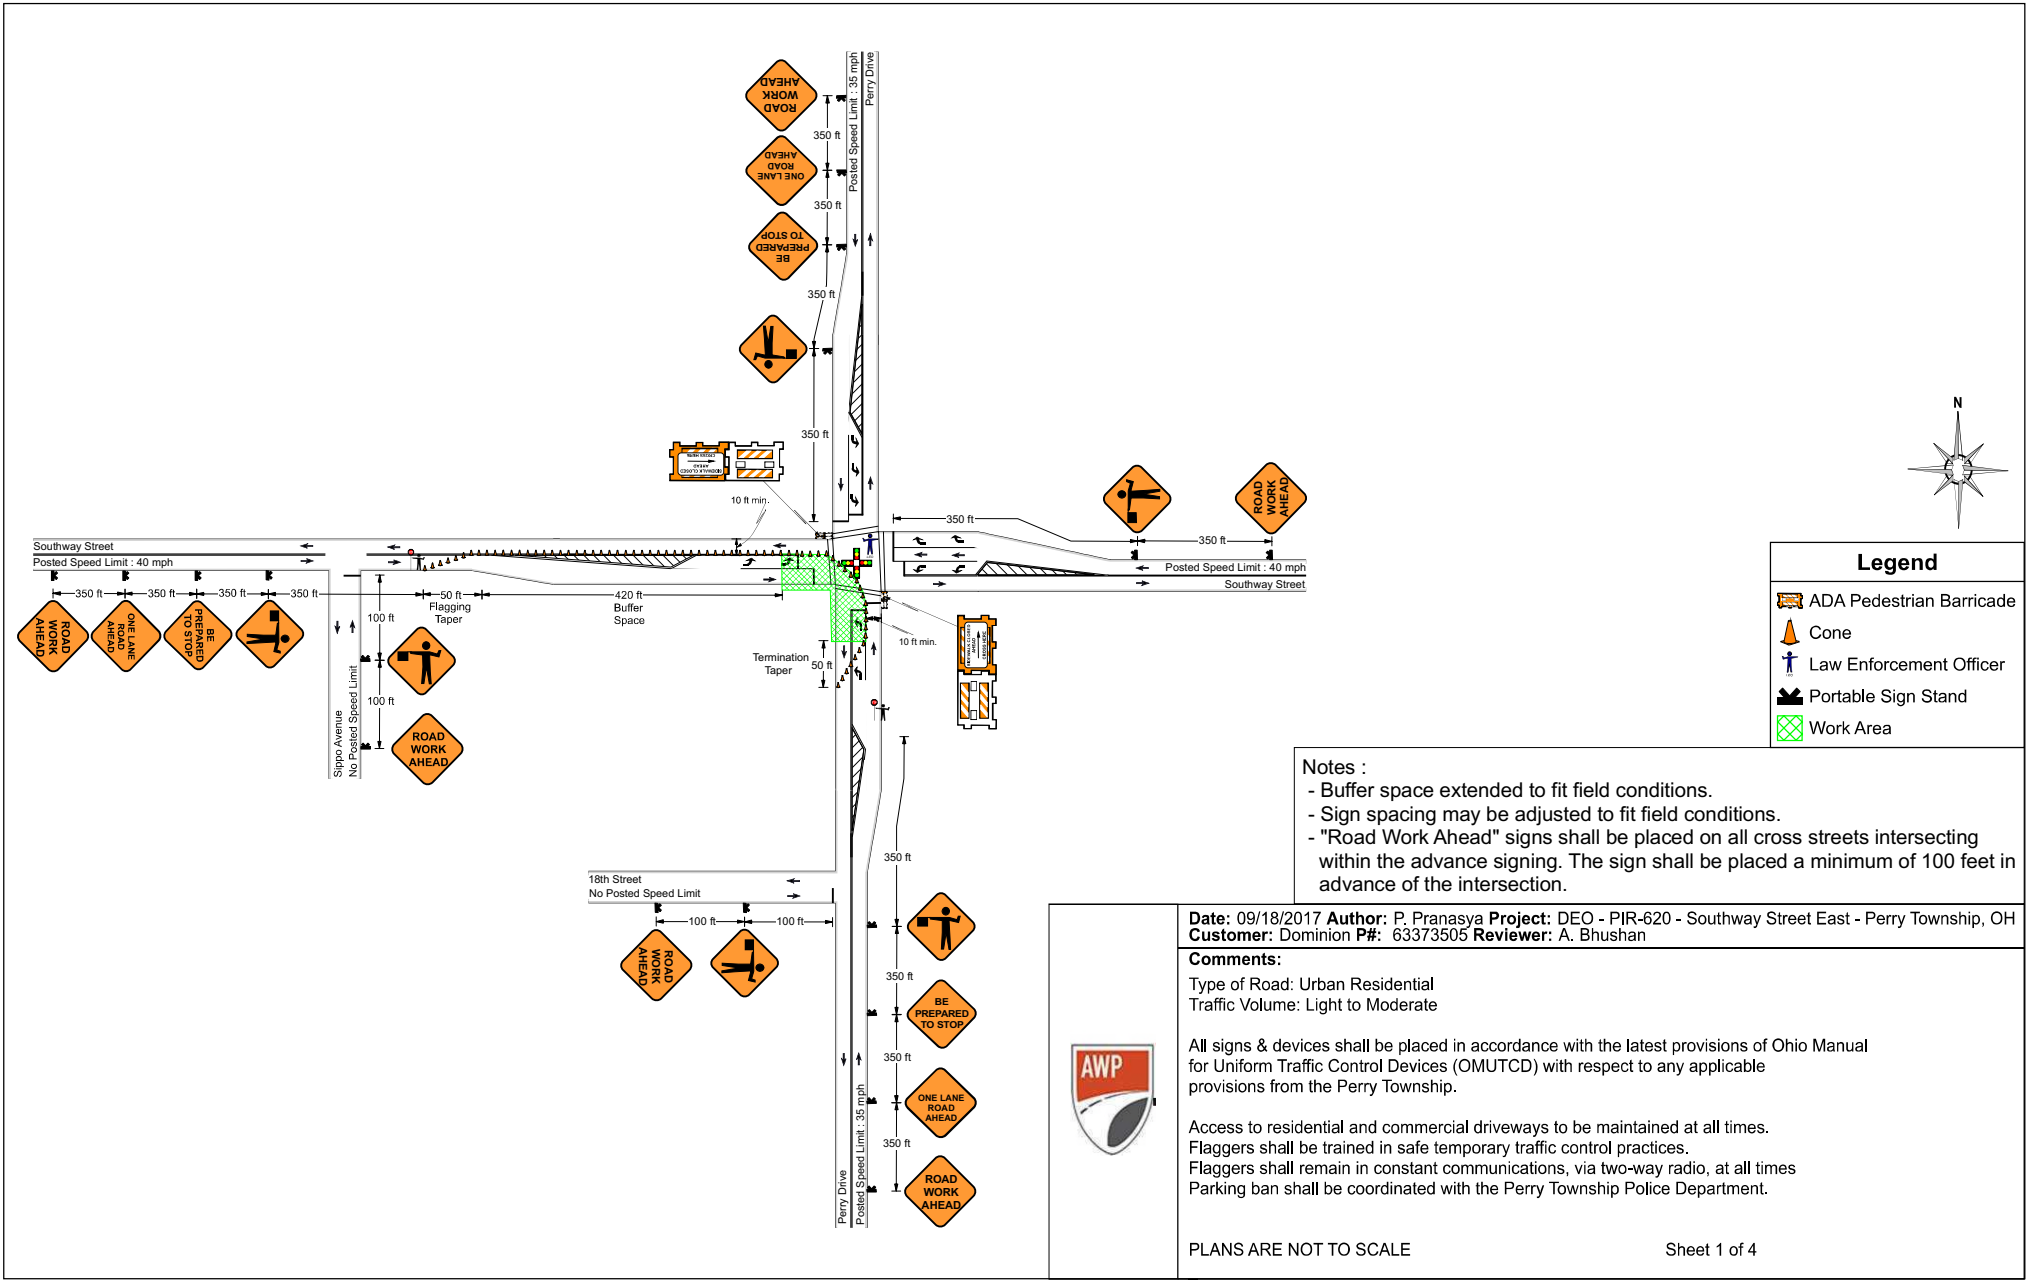 ROAD
WORK
AHEAD
350 ft
ONE LANE
ROAD
AHEAD
350 ft
BE
PREPARED
TO STOP
350 ft
350 ft
Posted Speed Limit : 35 mph
Perry Drive
SIDEWALK CLOSED
AHEAD
CROSS HERE
10 ft min.
N
350 ft
350 ft
ROAD
WORK
AHEAD
Posted Speed Limit : 40 mph
Southway Street
Southway Street
Posted Speed Limit : 40 mph
350 ft
350 ft
350 ft
350 ft
50 ft
Flagging
Taper
420 ft
Buffer
Space
ROAD
WORK
AHEAD
ONE LANE
ROAD
AHEAD
BE
PREPARED
TO STOP
100 ft
100 ft
Sippo Avenue
No Posted Speed Limit
ROAD
WORK
AHEAD
Termination
Taper
50 ft
10 ft min.
SIDEWALK CLOSED
AHEAD
CROSS HERE
18th Street
No Posted Speed Limit
100 ft
100 ft
ROAD
WORK
AHEAD
350 ft
350 ft
BE
PREPARED
TO STOP
350 ft
ONE LANE
ROAD
AHEAD
350 ft
ROAD
WORK
AHEAD
Perry Drive
Posted Speed Limit : 35 mph
Legend
ADA Pedestrian Barricade
Cone
Law Enforcement Officer
Portable Sign Stand
Work Area
Notes :
- Buffer space extended to fit field conditions.
- Sign spacing may be adjusted to fit field conditions.
- "Road Work Ahead" signs shall be placed on all cross streets intersecting
within the advance signing. The sign shall be placed a minimum of 100 feet in
advance of the intersection.
Date: 09/18/2017 Author: P. Pranasya Project: DEO - PIR-620 - Southway Street East - Perry Township, OH
Customer: Dominion P#: 63373505 Reviewer: A. Bhushan
Comments:
Type of Road: Urban Residential
Traffic Volume: Light to Moderate
All signs & devices shall be placed in accordance with the latest provisions of Ohio Manual
for Uniform Traffic Control Devices (OMUTCD) with respect to any applicable
provisions from the Perry Township.
Access to residential and commercial driveways to be maintained at all times.
Flaggers shall be trained in safe temporary traffic control practices.
Flaggers shall remain in constant communications, via two-way radio, at all times
Parking ban shall be coordinated with the Perry Township Police Department.
PLANS ARE NOT TO SCALE
Sheet 1 of 4
AWP